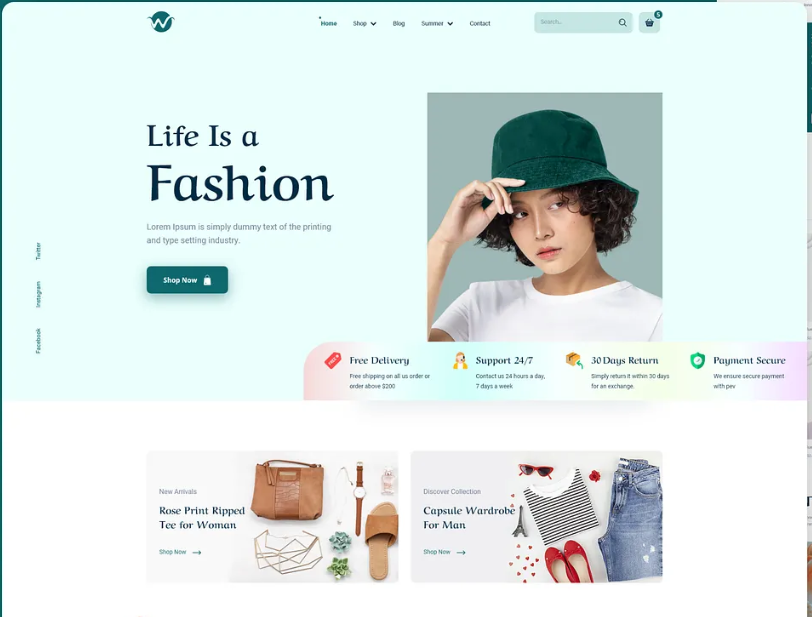 Home
Shop
Blog
Summer
Contact
Search...
Life Is a
Fashion
Lorem Ipsum is simply dummy text of the printing
and type setting industry.
Shop Now
Twitter
Instagram
Facebook
Free Delivery
Free shipping on all us order or
order above $200
Support 24/7
Contact us 24 hours a day,
7 days a week
30 Days Return
Simply return it within 30 days
for an exchange.
Payment Secure
We ensure secure payment
with pev
New Arrivals
Rose Print Ripped
Tee for Woman
Shop Now
Discover Collection
Capsule Wardrobe
For Man
Shop Now